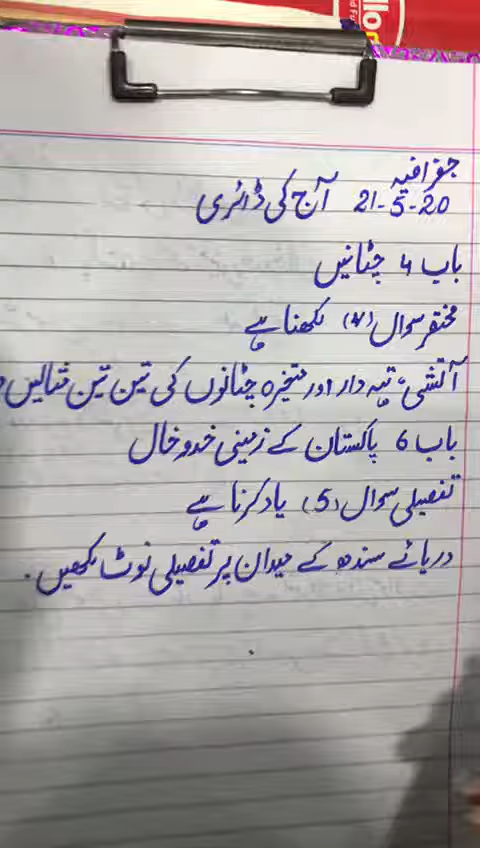 جغرافیہ
21-5-20 آج کی ڈائری
باب 4 چٹانیں
مختصر سوال (4) لکھنا ہے
آتشی، تہہ دار اور متغیرہ چٹانوں کی تین تین مثالیں
باب 6 پاکستان کے زمینی خدوخال
تفصیلی سوال (5) یاد کرنا ہے
دریائے سندھ کے میدان پر تفصیلی نوٹ لکھیں.